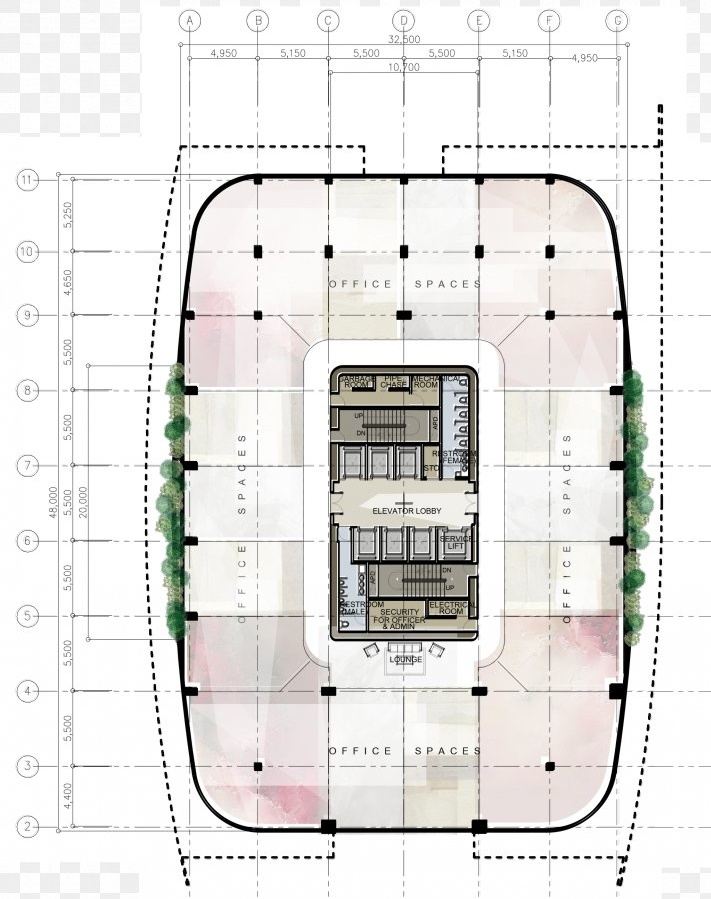 A B C D E F G
32,500
4,950 5,150 5,500 5,500 5,150 4,950
10,700
11
5,250
10
4,650
OFFICE SPACES
9
5,500
8
GARBAGE ROOM
PIPE CHASE
MECHANICAL ROOM
UP
DN
APD
5,500
7
OFFICE SPACES
RESTROOM
FEMALE
STO
48,000
5,500
20,000
ELEVATOR LOBBY
OFFICE SPACES
6
SERVICE
LIFT
5,500
APD
DN
UP
5
RESTROOM
MALE
SECURITY
FOR OFFICER
& ADMIN
ELECTRICAL
ROOM
5,500
LOUNGE
4
5,500
OFFICE SPACES
3
4,400
2